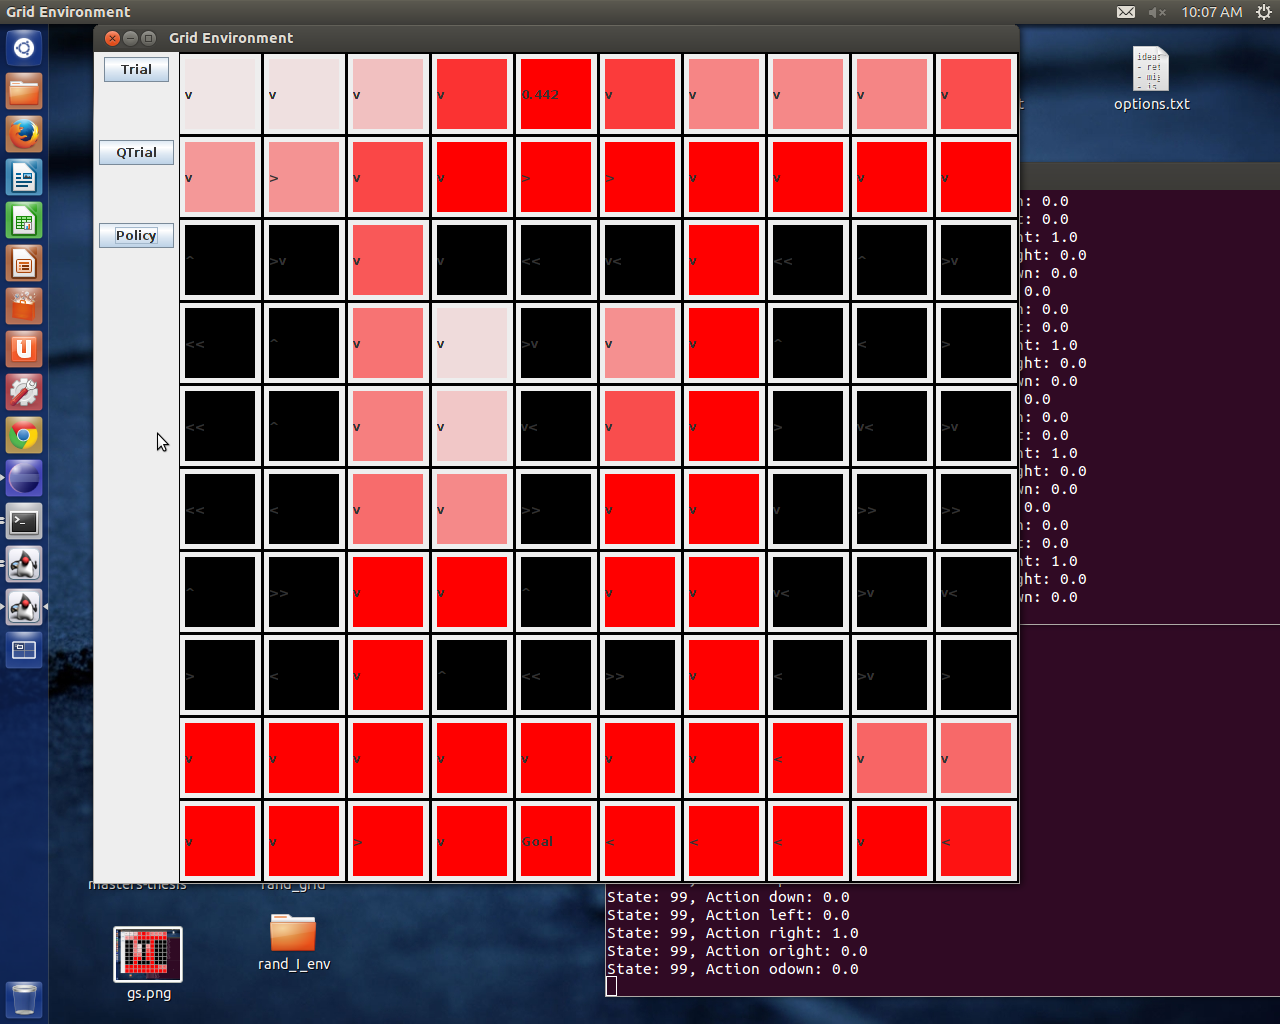 Grid Environment
10:07 AM
Grid Environment
Trial
v v v v 0.442 v v v v v
QTrial
v > v v > > v v v v
Policy
^ >v v v << v< v << ^ >v
<< ^ v v >v v v ^ < >
<< ^ v v v< v v > v< >v
<< < v v >> v v v >> >>
^ >> v v ^ v v v< >v v<
> < v ^ << >> v < >v >
v v v v v v v < v v
v v > v Goal < < < v <
options.txt
n: 0.0
t: 0.0
ht: 1.0
ght: 0.0
wn: 0.0
0.0
n: 0.0
t: 0.0
ht: 1.0
ght: 0.0
wn: 0.0
0.0
n: 0.0
t: 0.0
ht: 1.0
ght: 0.0
wn: 0.0
0.0
n: 0.0
t: 0.0
ht: 1.0
ght: 0.0
wn: 0.0
masters-thesis
rand_grid
State: 99, Action down: 0.0
State: 99, Action left: 0.0
State: 99, Action right: 1.0
State: 99, Action oright: 0.0
State: 99, Action odown: 0.0
gs.png
rand_I_env